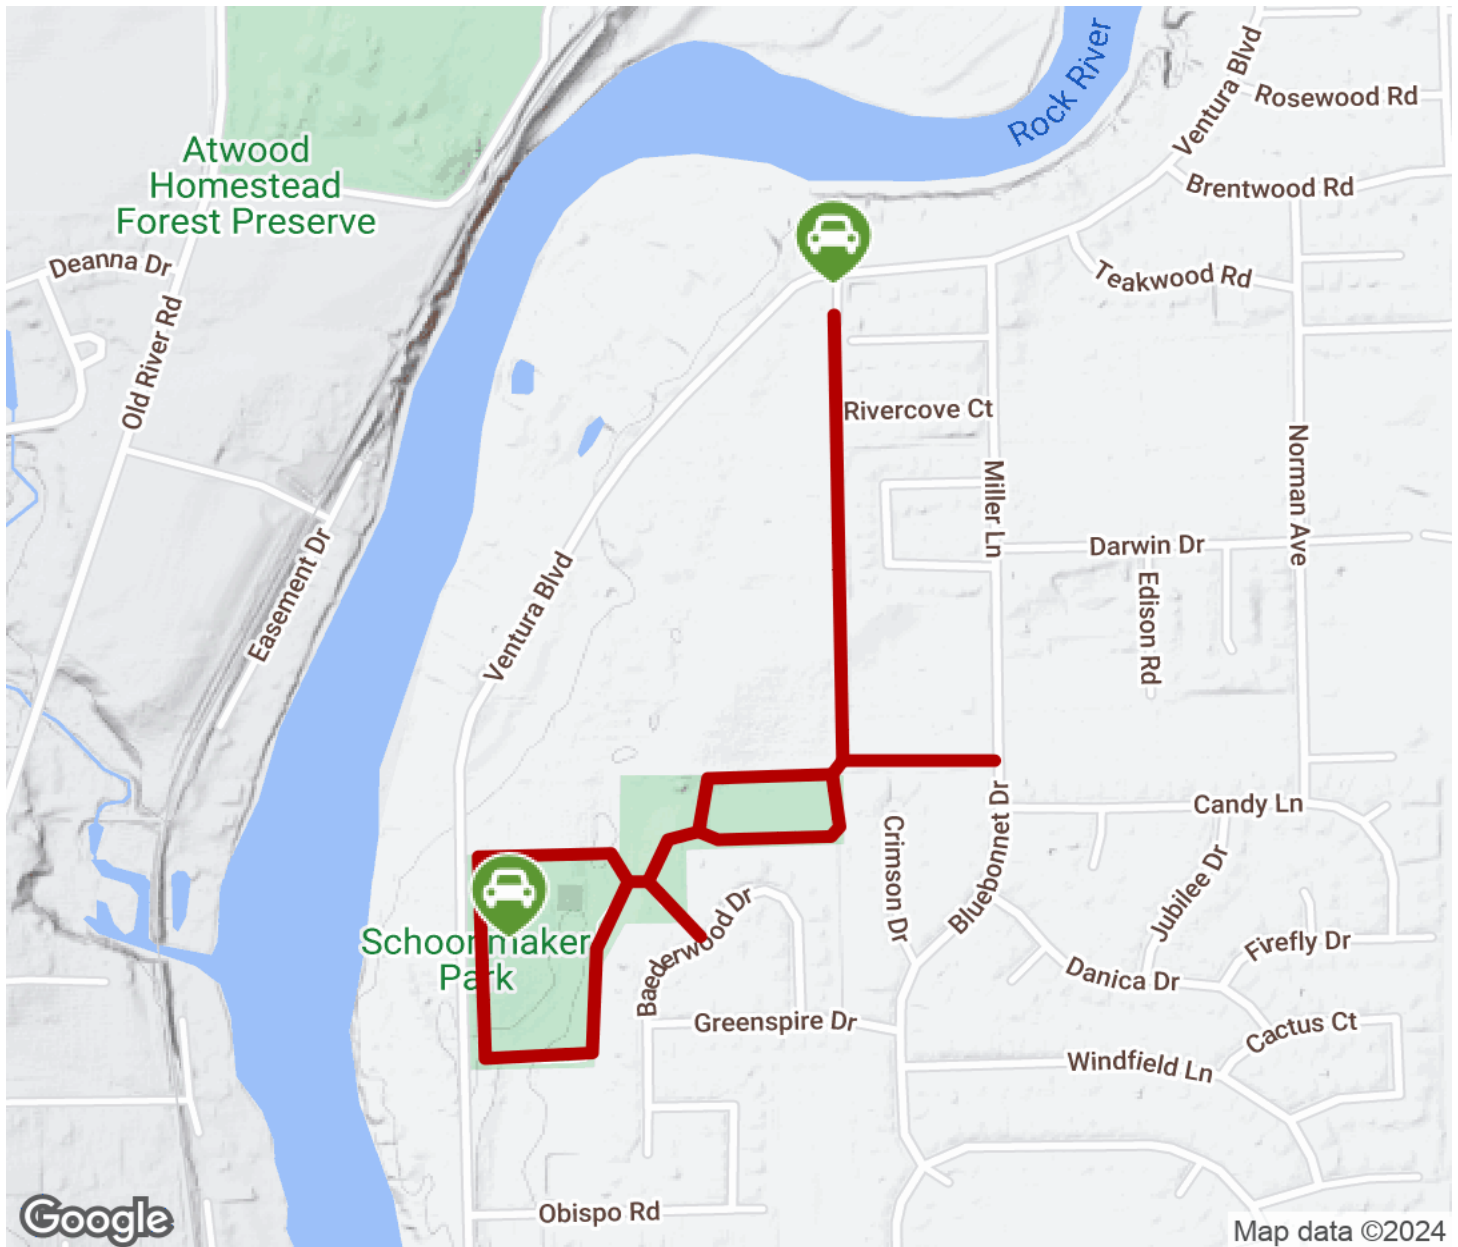 Rock River
Ventura Blvd
Rosewood Rd
Atwood
Homestead
Forest Preserve
Brentwood Rd
Deanna Dr
Teakwood Rd
Old River Rd
Rivercove Ct
Miller Ln
Norman Ave
Darwin Dr
Easement Dr
Ventura Blvd
Edison Rd
Candy Ln
Bluebonnet Dr
Crimson Dr
Jubilee Dr
Baederwood Dr
Schoonmaker
Park
Firefly Dr
Danica Dr
Greenspire Dr
Cactus Ct
Windfield Ln
Obispo Rd
Google
Map data ©2024